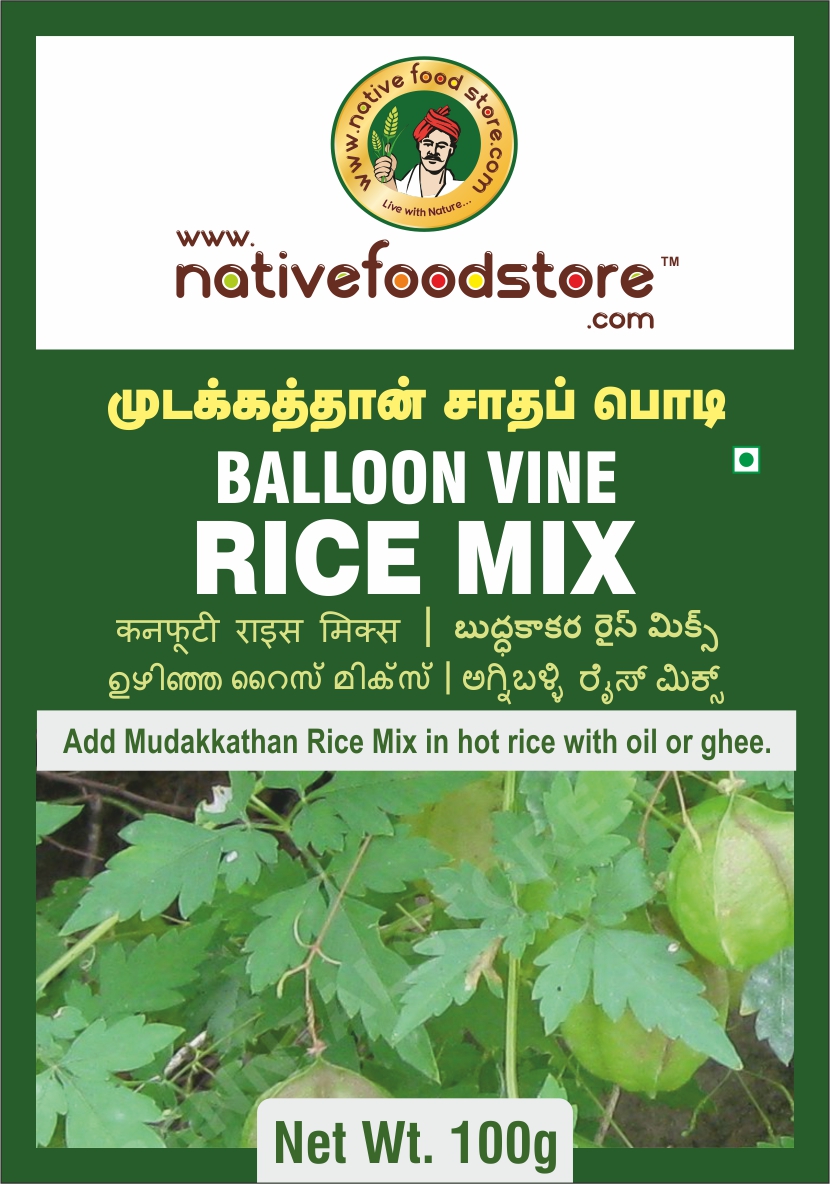 www.native food store.com
Live with Nature...
www.
nativefoodstore™
.com
முடக்கத்தான் சாதப் பொடி
BALLOON VINE
RICE MIX
कनफूटी राइस मिक्स | బుద్ధకాకర రైస్ మిక్స్
ഉഴിഞ്ഞ റൈസ് മിക്സ് | ಅಗ್ನಿಬಳ್ಳಿ ರೈಸ್ ಮಿಕ್ಸ್
Add Mudakkathan Rice Mix in hot rice with oil or ghee.
Net Wt. 100g